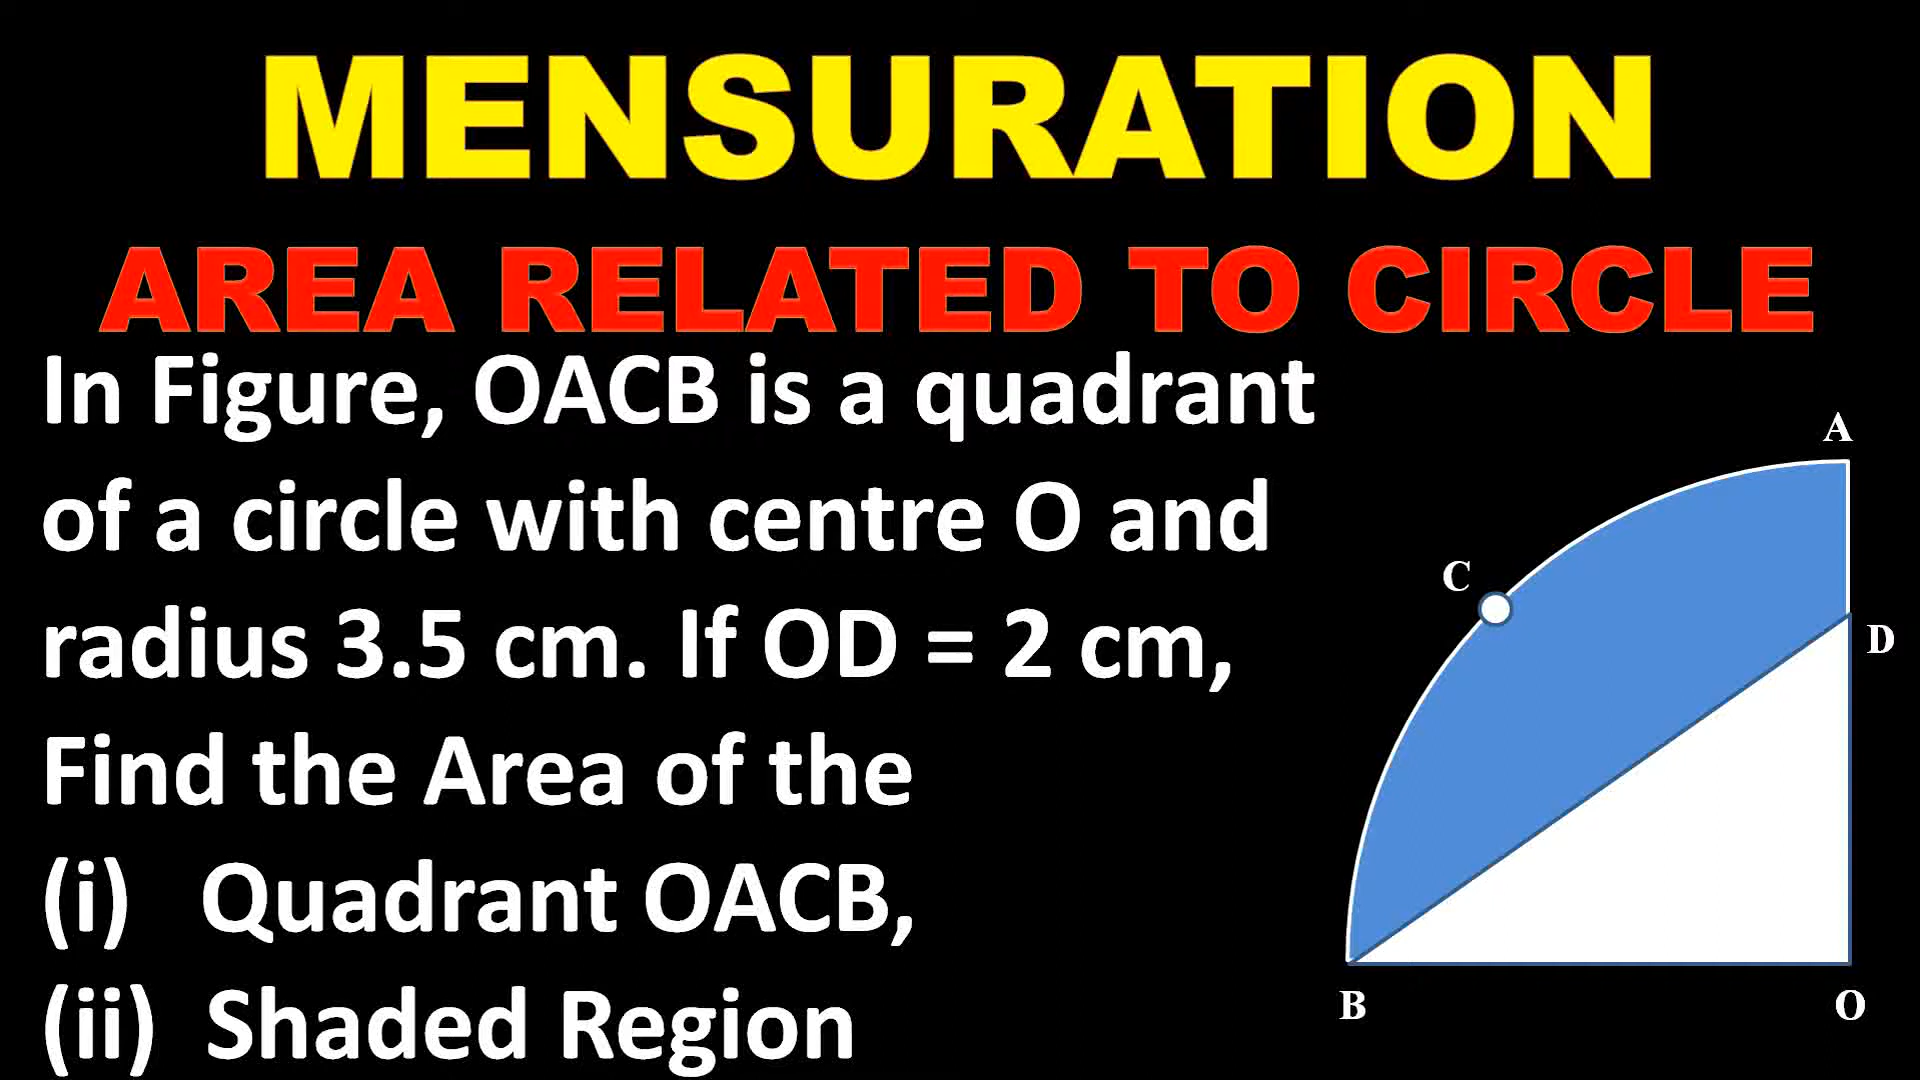 MENSURATION
AREA RELATED TO CIRCLE
In Figure, OACB is a quadrant
of a circle with centre O and
radius 3.5 cm. If OD = 2 cm,
Find the Area of the
(i) Quadrant OACB,
(ii) Shaded Region
A
C
D
B
O